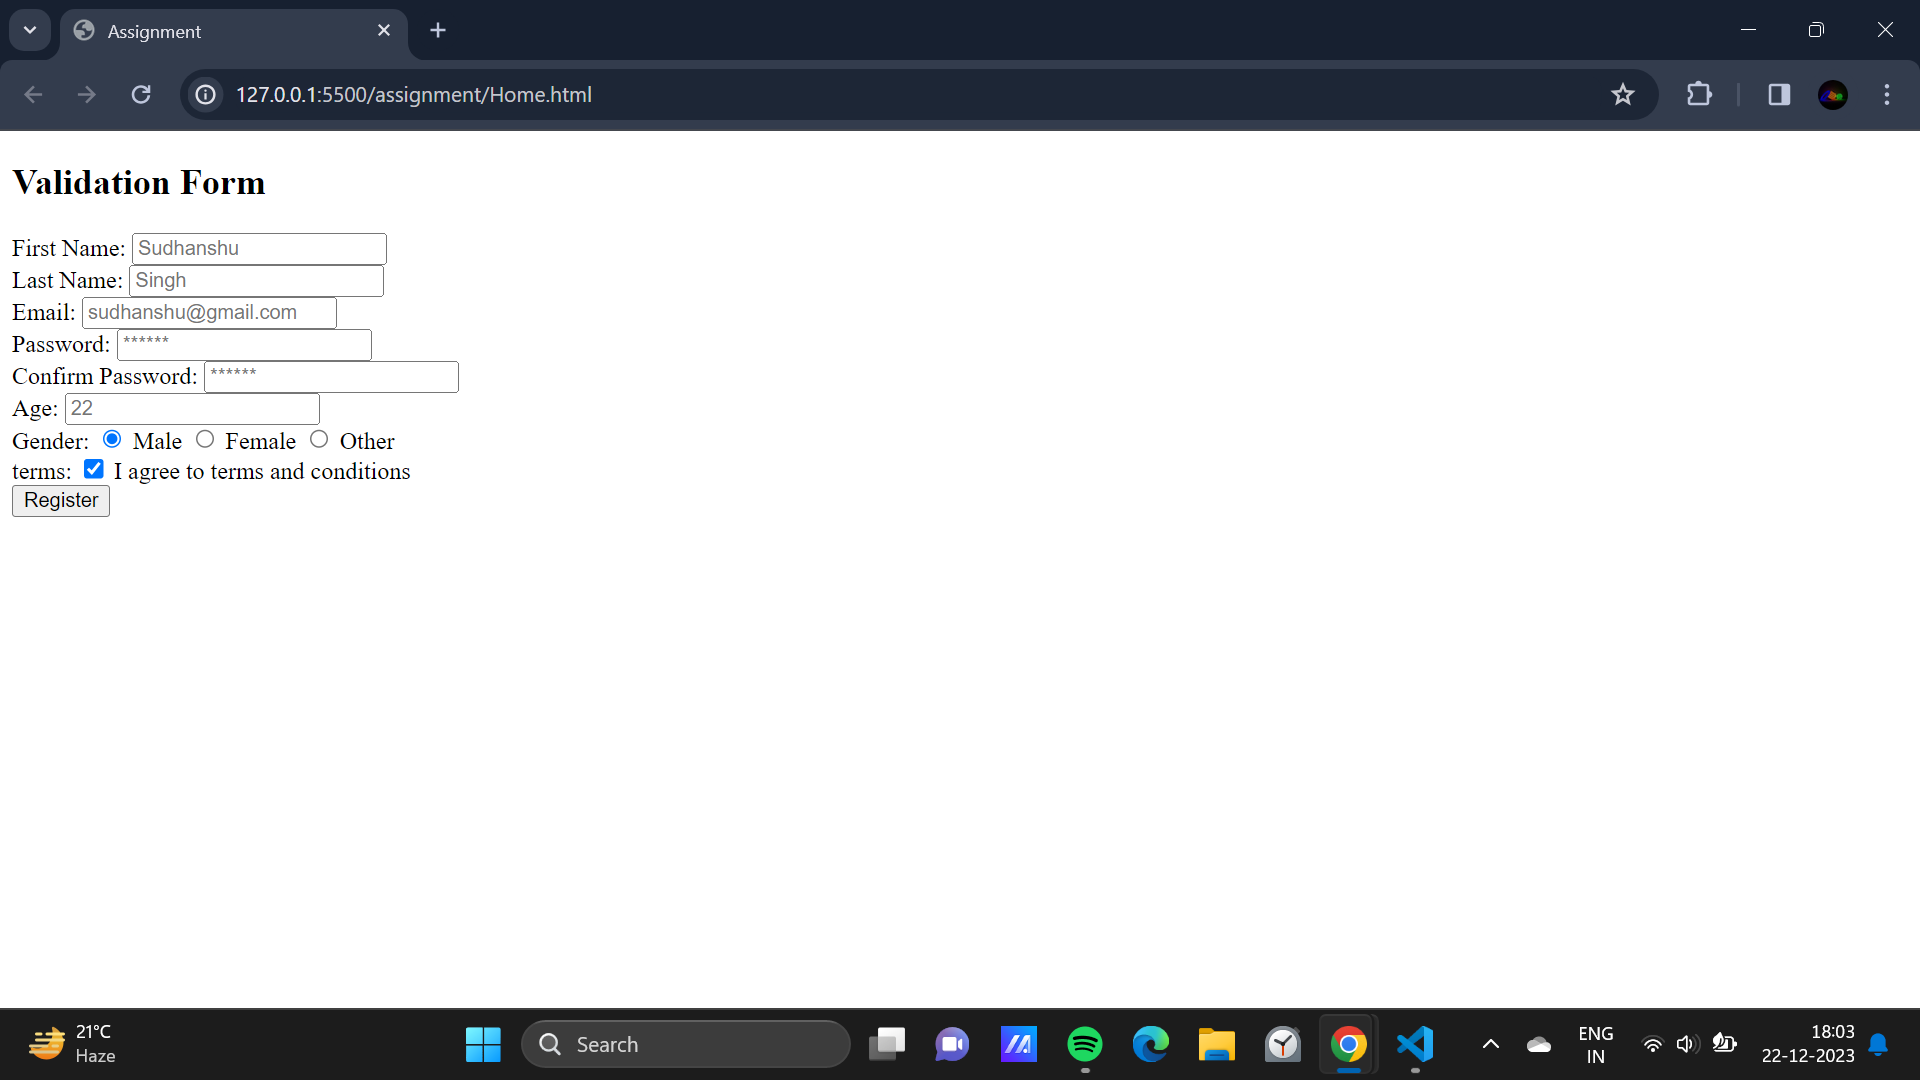 Assignment
127.0.0.1:5500/assignment/Home.html
Validation Form
First Name: Sudhanshu
Last Name: Singh
Email: sudhanshu@gmail.com
Password: ******
Confirm Password: ******
Age: 22
Gender: Male Female Other
terms: I agree to terms and conditions
Register
21°C
Haze
Search
ENG
IN
18:03
22-12-2023